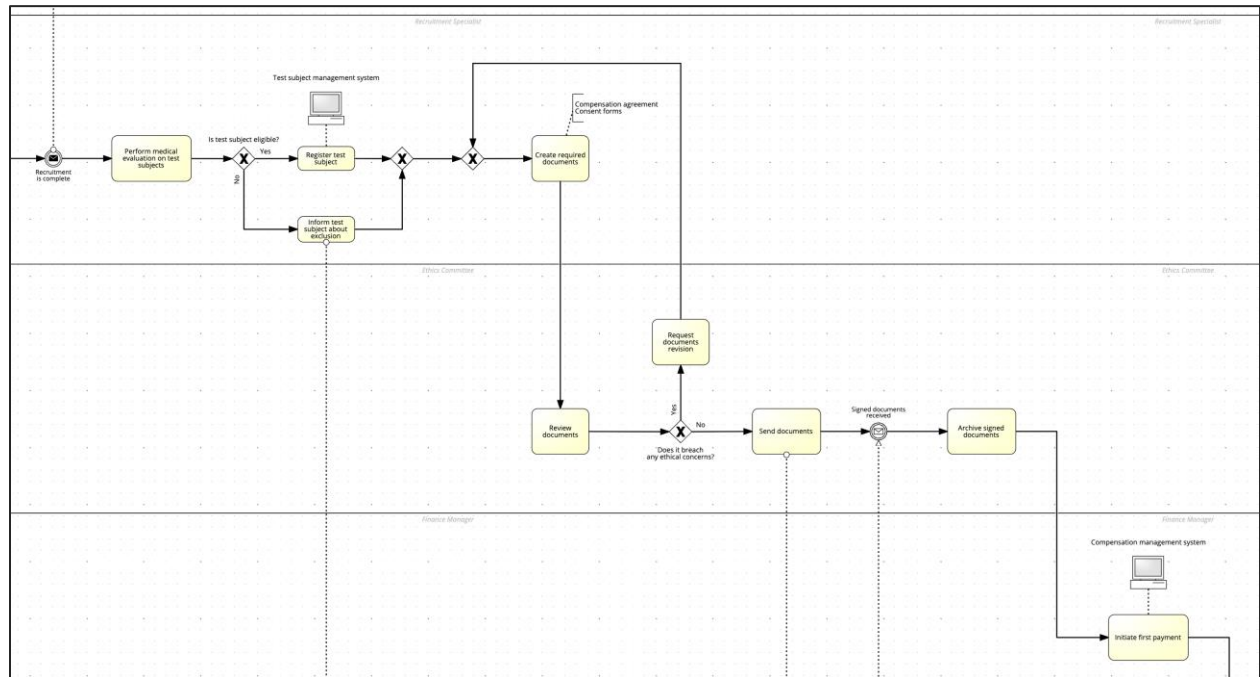 Recruitment Specialist
Recruitment Specialist
Test subject management system
Compensation agreement
Consent forms
Is test subject eligible?
Yes
No
Recruitment
is complete
Perform medical
evaluation on test
subjects
Register test
subject
Create required
documents
Inform test
subject about
exclusion
Ethics Committee
Ethics Committee
Request
documents
revision
Yes
No
Review
documents
Does it breach
any ethical concerns?
Send documents
Signed documents
received
Archive signed
documents
Finance Manager
Finance Manager
Compensation management system
Initiate first payment